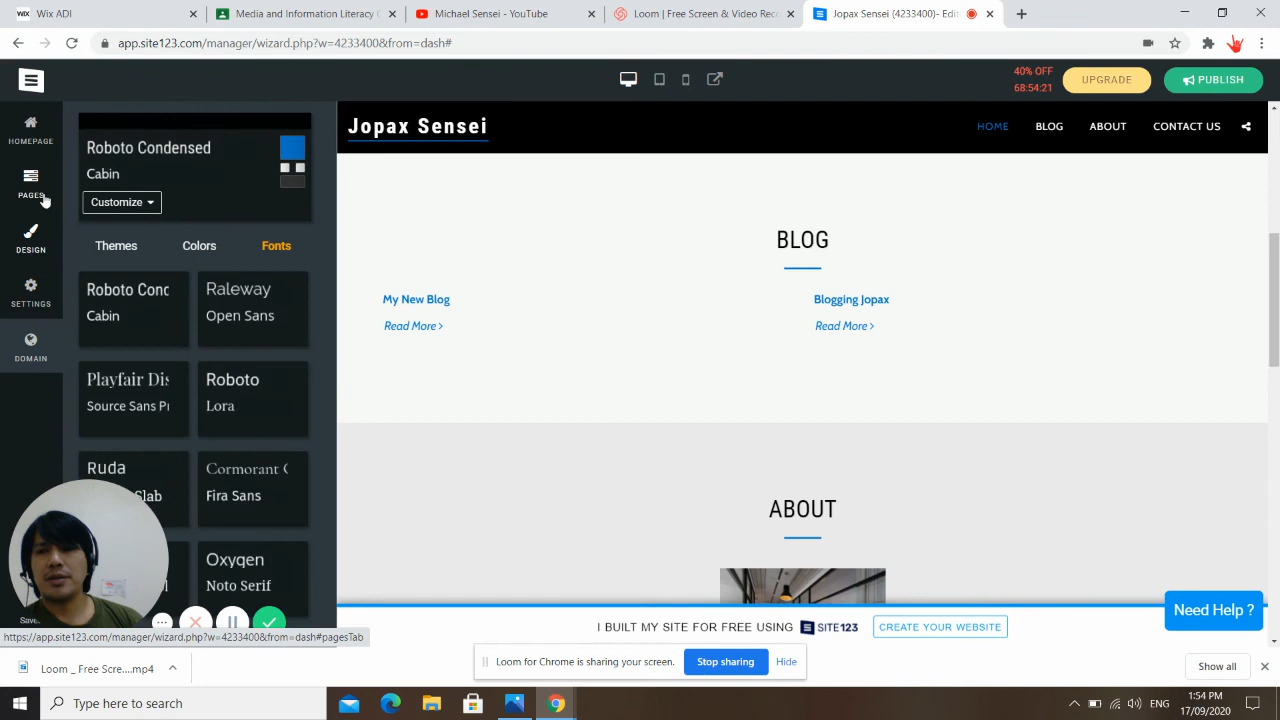 Wix ADI
Media and Information Literacy (
Michael Sensei - YouTube
Loom | Free Screen & Video Reco
Jopax Sensei (4233400)- Edit
app.site123.com/manager/wizard.php?w=4233400&from=dash#
40% OFF
68:54:21
UPGRADE
PUBLISH
HOMEPAGE
PAGES
DESIGN
SETTINGS
DOMAIN
Roboto Condensed
Cabin
Customize
Themes
Colors
Fonts
Roboto Conc
Cabin
Raleway
Open Sans
Playfair Dis
Source Sans Pr
Roboto
Lora
Ruda
Slab
Cormorant G
Fira Sans
Oxygen
Noto Serif
Jopax Sensei
HOME
BLOG
ABOUT
CONTACT US
BLOG
My New Blog
Read More
Blogging Jopax
Read More
ABOUT
I BUILT MY SITE FOR FREE USING
SITE123
CREATE YOUR WEBSITE
Need Help ?
Save
https://app.site123.com/manager/wizard.php?w=4233400&from=dash#pagesTab
Loom for Chrome is sharing your screen.
Stop sharing
Hide
Loom _ Free Scre....mp4
Show all
Type here to search
ENG
1:54 PM
17/09/2020